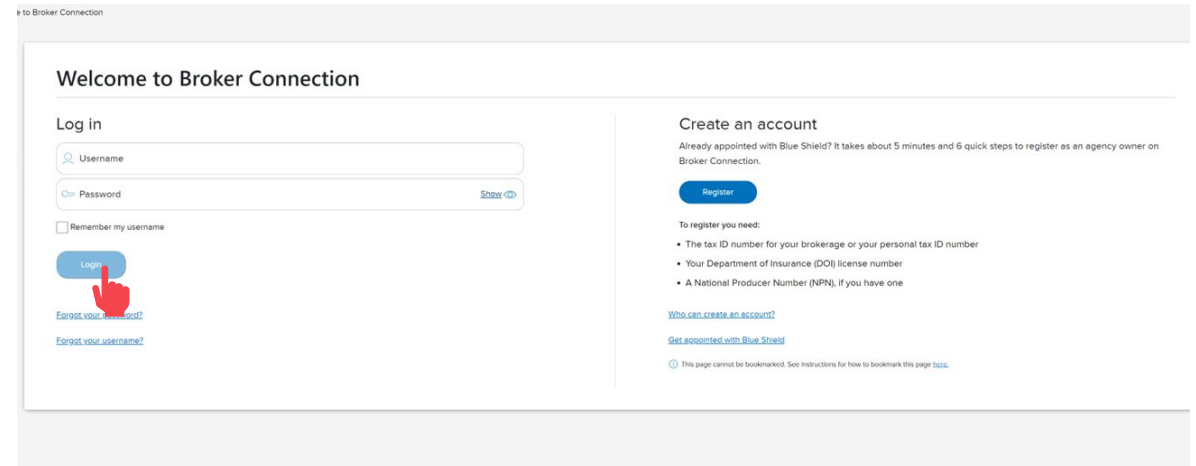 e to Broker Connection
Welcome to Broker Connection
Log in
Username
Password
Show
Remember my username
Login
Forgot your password?
Forgot your username?
Create an account
Already appointed with Blue Shield? It takes about 5 minutes and 6 quick steps to register as an agency owner on
Broker Connection.
Register
To register you need:
• The tax ID number for your brokerage or your personal tax ID number
• Your Department of Insurance (DOI) license number
• A National Producer Number (NPN), if you have one
Who can create an account?
Get appointed with Blue Shield
This page cannot be bookmarked. See instructions for how to bookmark this page here.